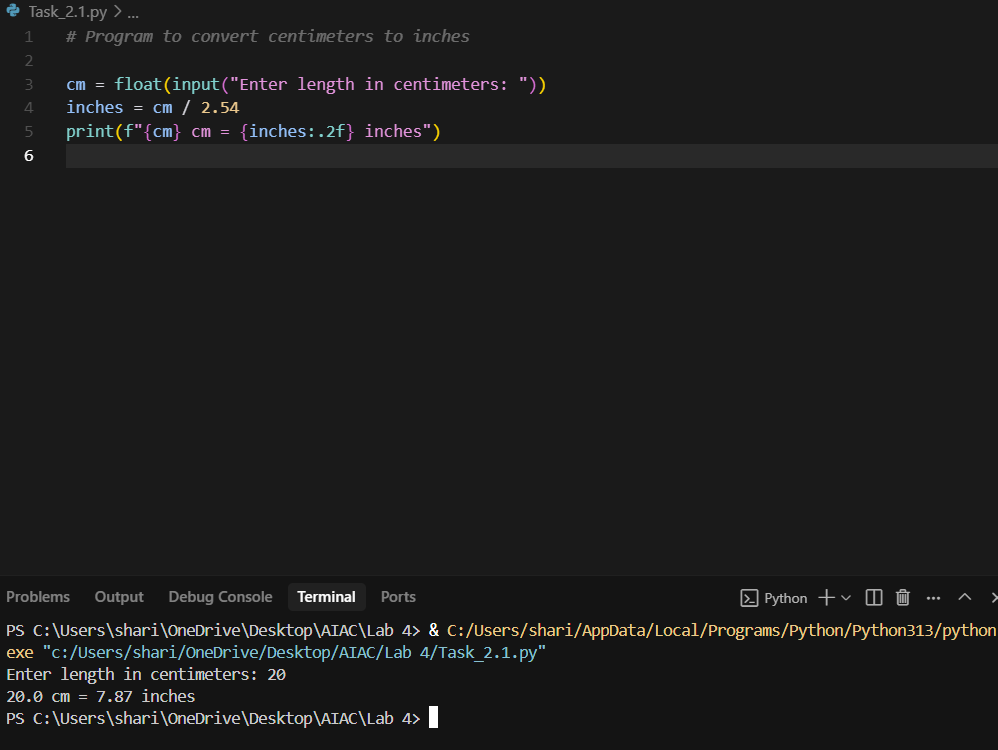 Task_2.1.py > ...
1 # Program to convert centimeters to inches
2
3 cm = float(input("Enter length in centimeters: "))
4 inches = cm / 2.54
5 print(f"{cm} cm = {inches:.2f} inches")
6
Problems Output Debug Console Terminal Ports Python
PS C:\Users\shari\OneDrive\Desktop\AIAC\Lab 4> & C:/Users/shari/AppData/Local/Programs/Python/Python313/python
exe "c:/Users/shari/OneDrive/Desktop/AIAC/Lab 4/Task_2.1.py"
Enter length in centimeters: 20
20.0 cm = 7.87 inches
PS C:\Users\shari\OneDrive\Desktop\AIAC\Lab 4>